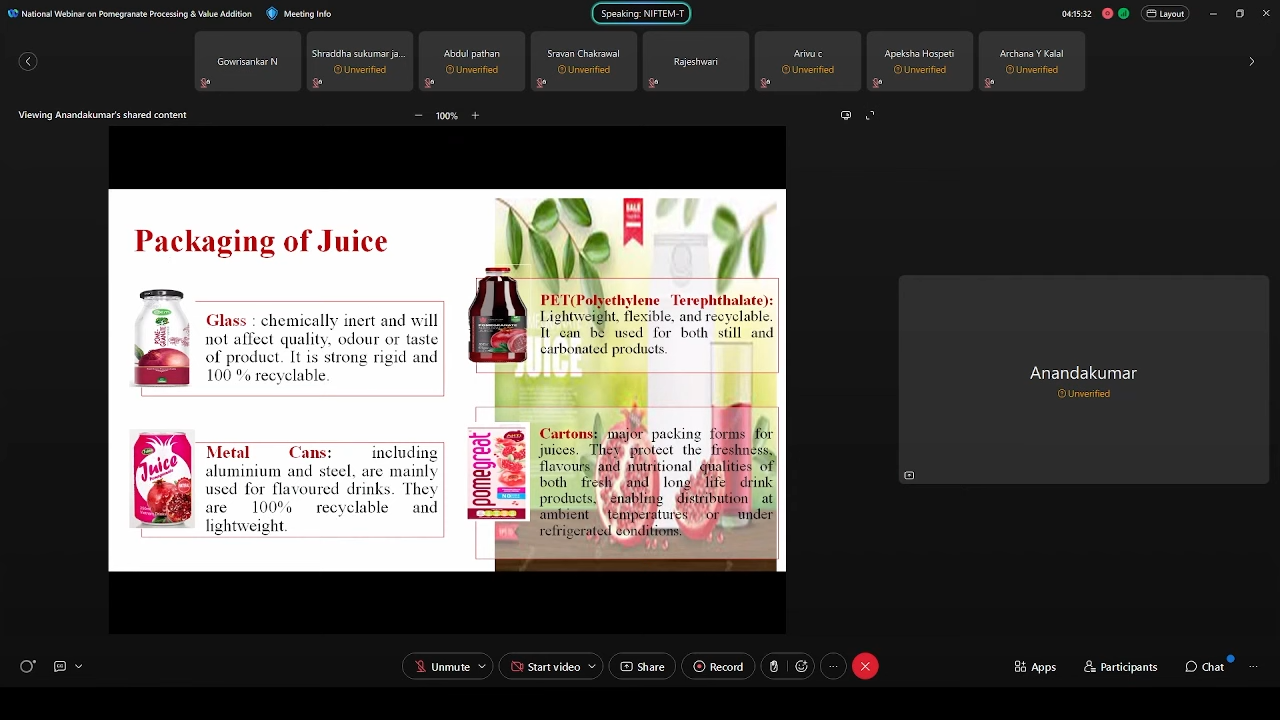 National Webinar on Pomegranate Processing & Value Addition
Meeting Info
Speaking: NIFTEM-T
04:15:32
Layout
Gowrisankar N
Shraddha sukumar ja...
Unverified
Abdul pathan
Unverified
Sravan Chakrawal
Unverified
Rajeshwari
Arivu c
Unverified
Apeksha Hospeti
Unverified
Archana Y Kalal
Unverified
Viewing Anandakumar's shared content
100%
Packaging of Juice
Glass : chemically inert and will
not affect quality, odour or taste
of product. It is strong rigid and
100 % recyclable.
Metal Cans: including
aluminium and steel, are mainly
used for flavoured drinks. They
are 100% recyclable and
lightweight.
Juice
PET(Polyethylene Terephthalate):
Lightweight, flexible, and recyclable.
It can be used for both still and
carbonated products.
JUICE
Cartons: major packing forms for
juices. They protect the freshness,
flavours and nutritional qualities of
both fresh and long life drink
products, enabling distribution at
ambient temperatures or under
refrigerated conditions.
pomegreat
Anandakumar
Unverified
Unmute
Start video
Share
Record
Apps
Participants
Chat